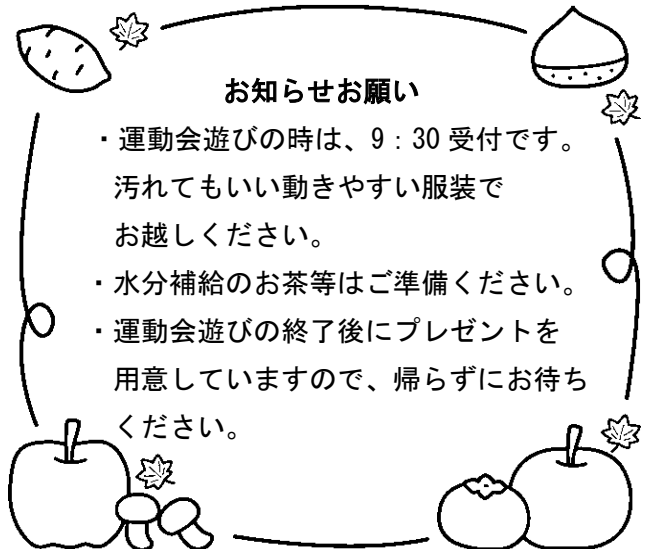 お知らせお願い
・運動会遊びの時は、9:30 受付です。
汚れてもいい動きやすい服装で
お越しください。
・水分補給のお茶等はご準備ください。
・運動会遊びの終了後にプレゼントを
用意していますので、帰らずにお待ち
ください。